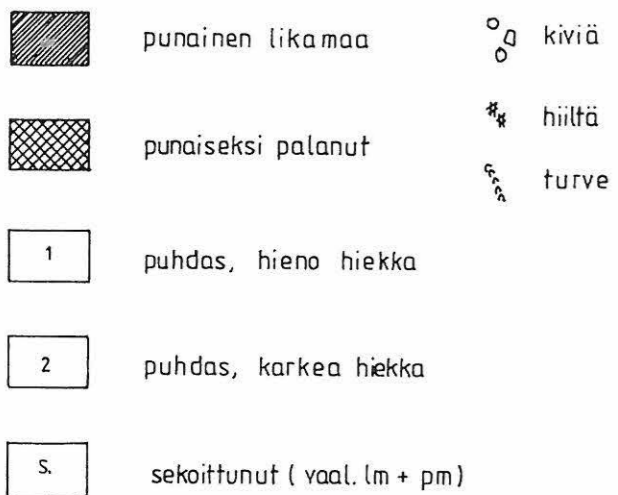 punainen likamaa
punaiseksi palanut
1 puhdas, hieno hiekka
2 puhdas, karkea hiekka
S. sekoittunut ( vaal. lm + pm)
kiviä
hiiltä
turve